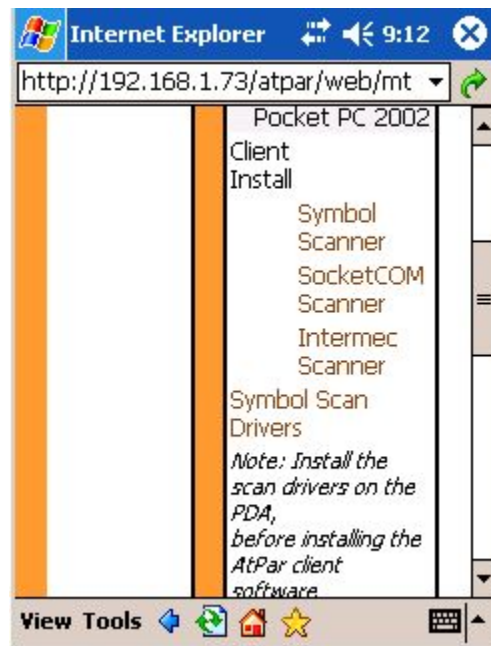 Internet Explorer 9:12
http://192.168.1.73/atpar/web/mt
Pocket PC 2002
Client
Install
Symbol
Scanner
SocketCOM
Scanner
Intermec
Scanner
Symbol Scan
Drivers
Note: Install the
scan drivers on the
PDA,
before installing the
AtPar client
software
View Tools